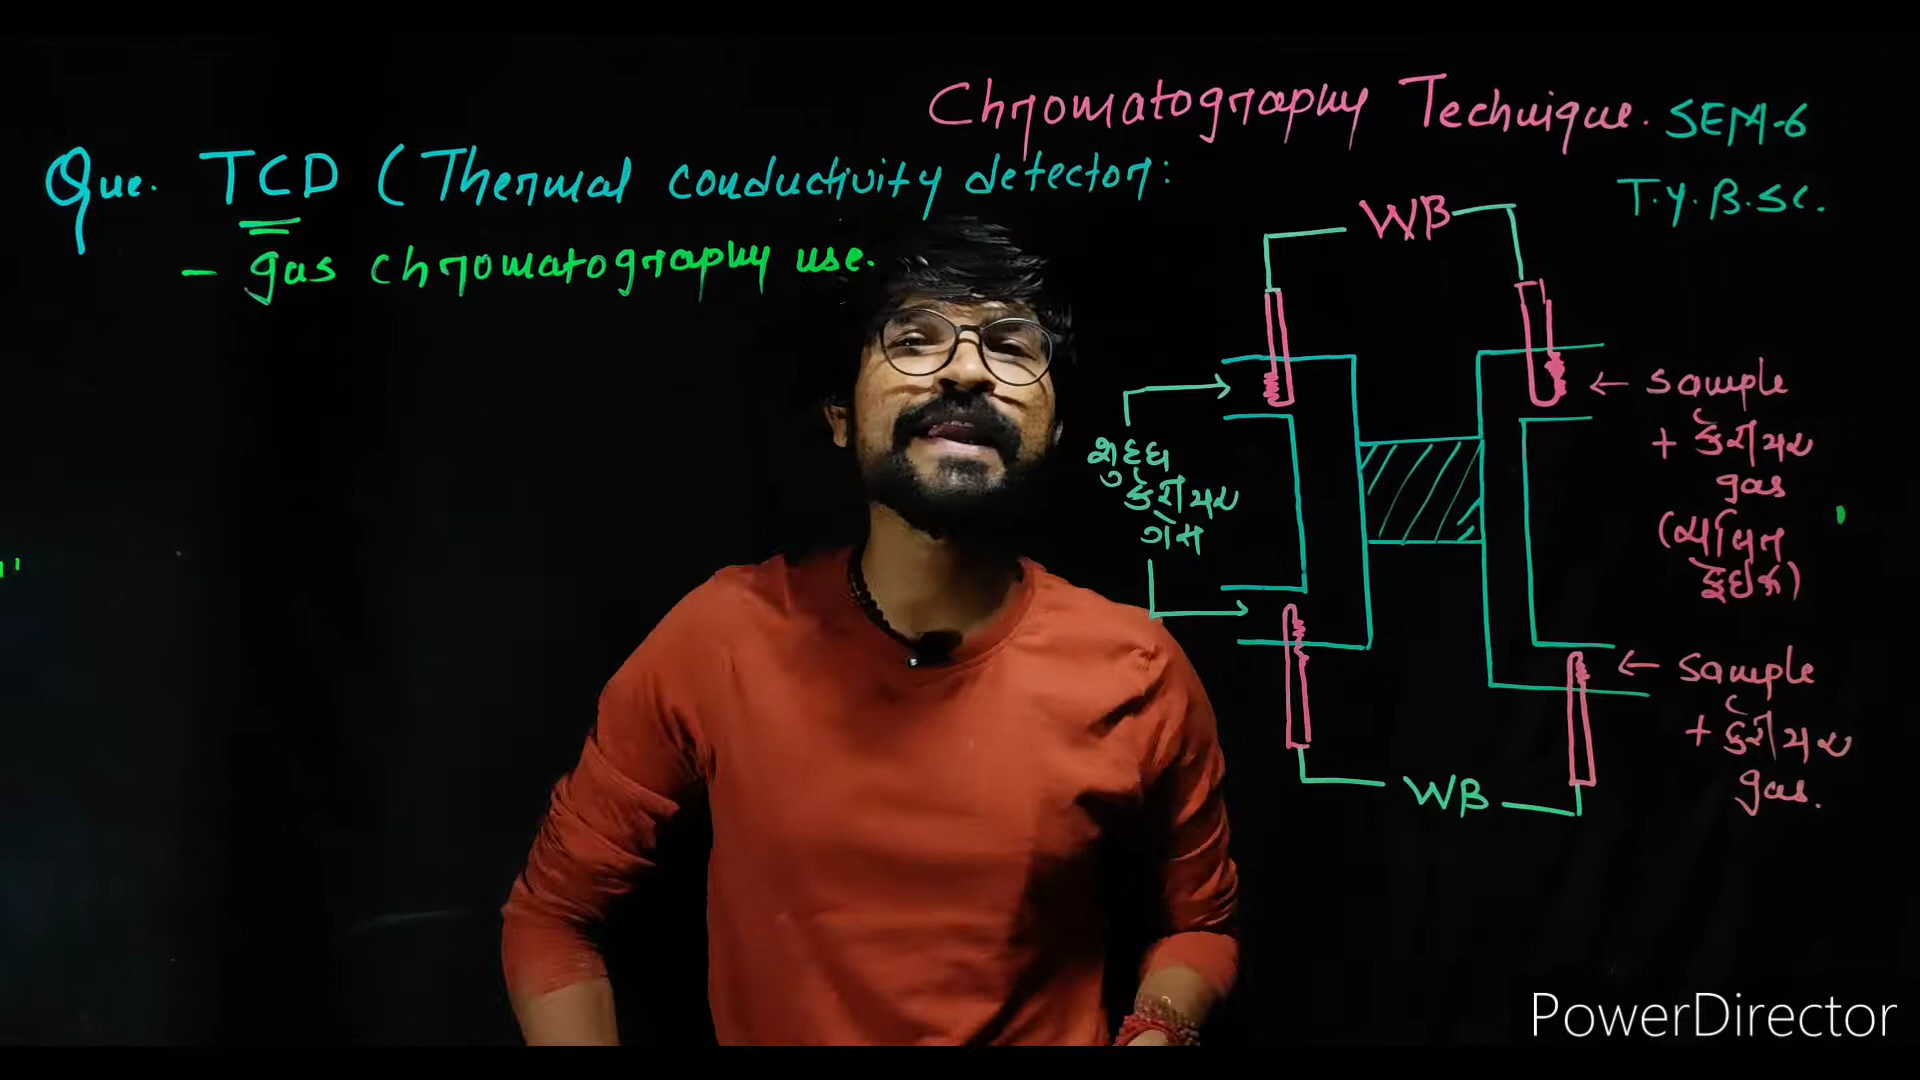 Chromatography Technique. SEM-6
T.Y.B.Sc.
Que. TCD (Thermal conductivity detector:
- gas chromatography use.
WB
શુદ્ધ
કેરીયર
ગેસ
← sample
+ કેરીયર
gas
← sample
+ કેરીયર
gas.
WB
PowerDirector